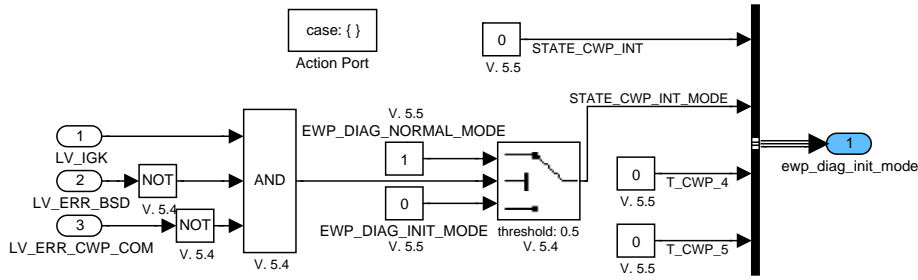 case: { }
Action Port
0
STATE_CWP_INT
V. 5.5
STATE_CWP_INT_MODE
V. 5.5
EWP_DIAG_NORMAL_MODE
1
LV_IGK
1
1
ewp_diag_init_mode
2
NOT
AND
LV_ERR_BSD
V. 5.4
0
T_CWP_4
V. 5.5
0
EWP_DIAG_INIT_MODE
V. 5.5
threshold: 0.5
V. 5.4
3
NOT
LV_ERR_CWP_COM
V. 5.4
V. 5.4
0
T_CWP_5
V. 5.5